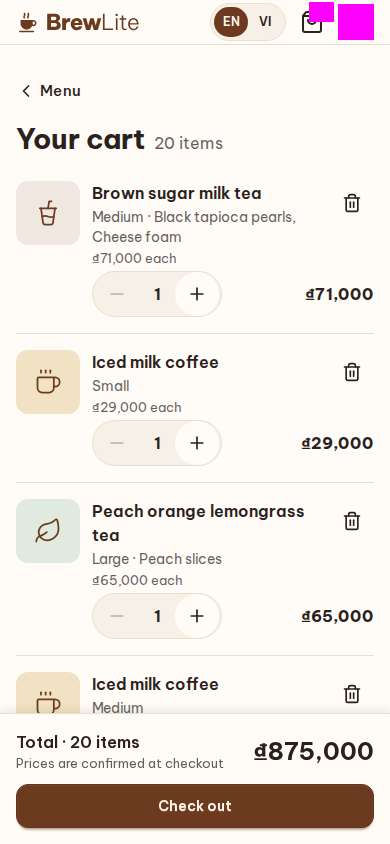 BrewLite
EN VI
Menu
Your cart 20 items
Brown sugar milk tea
Medium · Black tapioca pearls,
Cheese foam
₫71,000 each
1
₫71,000
Iced milk coffee
Small
₫29,000 each
1
₫29,000
Peach orange lemongrass
tea
Large · Peach slices
₫65,000 each
1
₫65,000
Iced milk coffee
Medium
Total · 20 items
Prices are confirmed at checkout
₫875,000
Check out